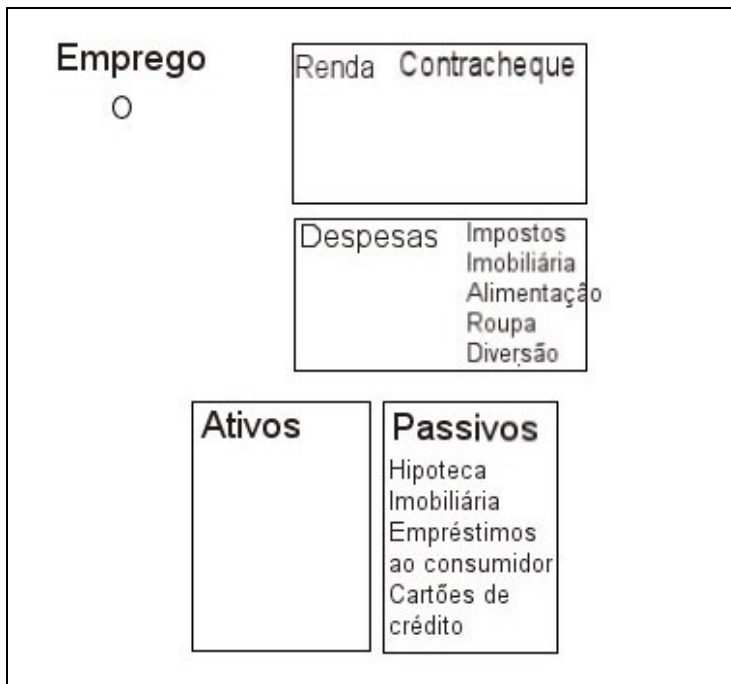 Emprego
O
Renda Contracheque
Despesas Impostos
Imobiliária
Alimentação
Roupa
Diversão
Ativos
Passivos
Hipoteca
Imobiliária
Empréstimos
ao consumidor
Cartões de
crédito